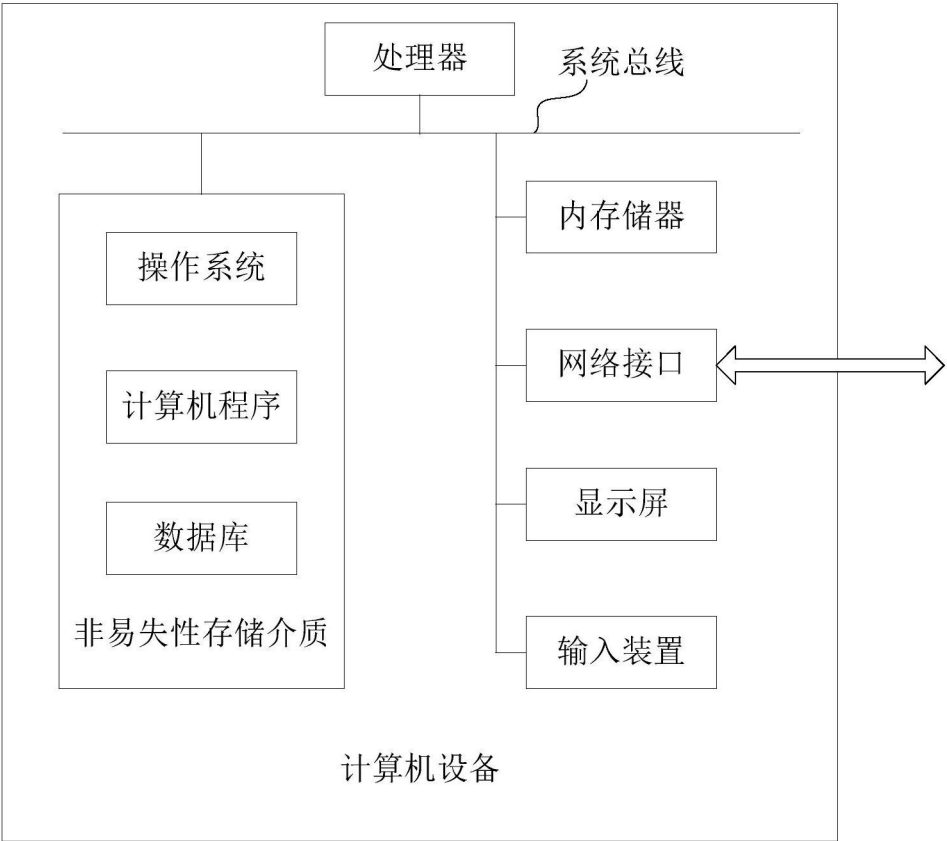 处理器
系统总线
操作系统
计算机程序
数据库
非易失性存储介质
内存储器
网络接口
显示屏
输入装置
计算机设备